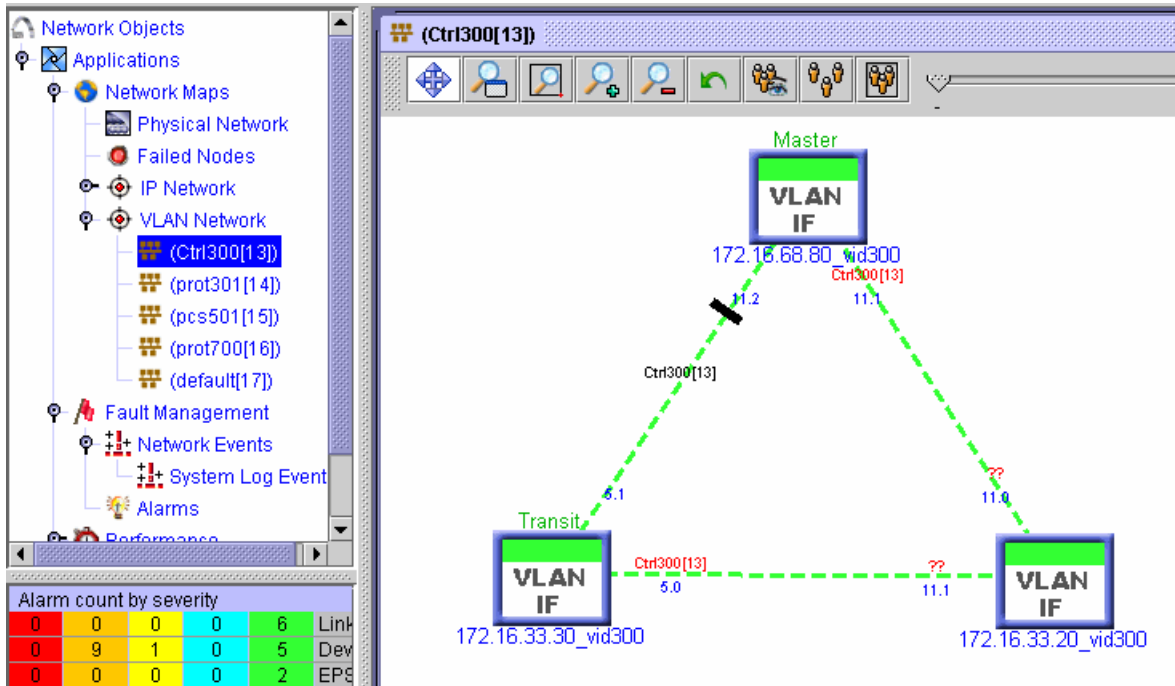 Network Objects
Applications
Network Maps
Physical Network
Failed Nodes
IP Network
VLAN Network
(Ctrl300[13])
(prot301[14])
(pcs501[15])
(prot700[16])
(default[17])
Fault Management
Network Events
System Log Event
Alarms
Performance
Alarm count by severity
0 0 0 0 6 Link
0 9 1 0 5 Dev
0 0 0 0 2 EPS
(Ctrl300[13])
Master
VLAN
IF
172.16.68.80_vid300
Ctrl300[13]
11.2
11.1
Ctrl300[13]
5.1
??
11.0
Transit
VLAN
IF
172.16.33.30_vid300
Ctrl300[13]
5.0
??
11.1
VLAN
IF
172.16.33.20_vid300